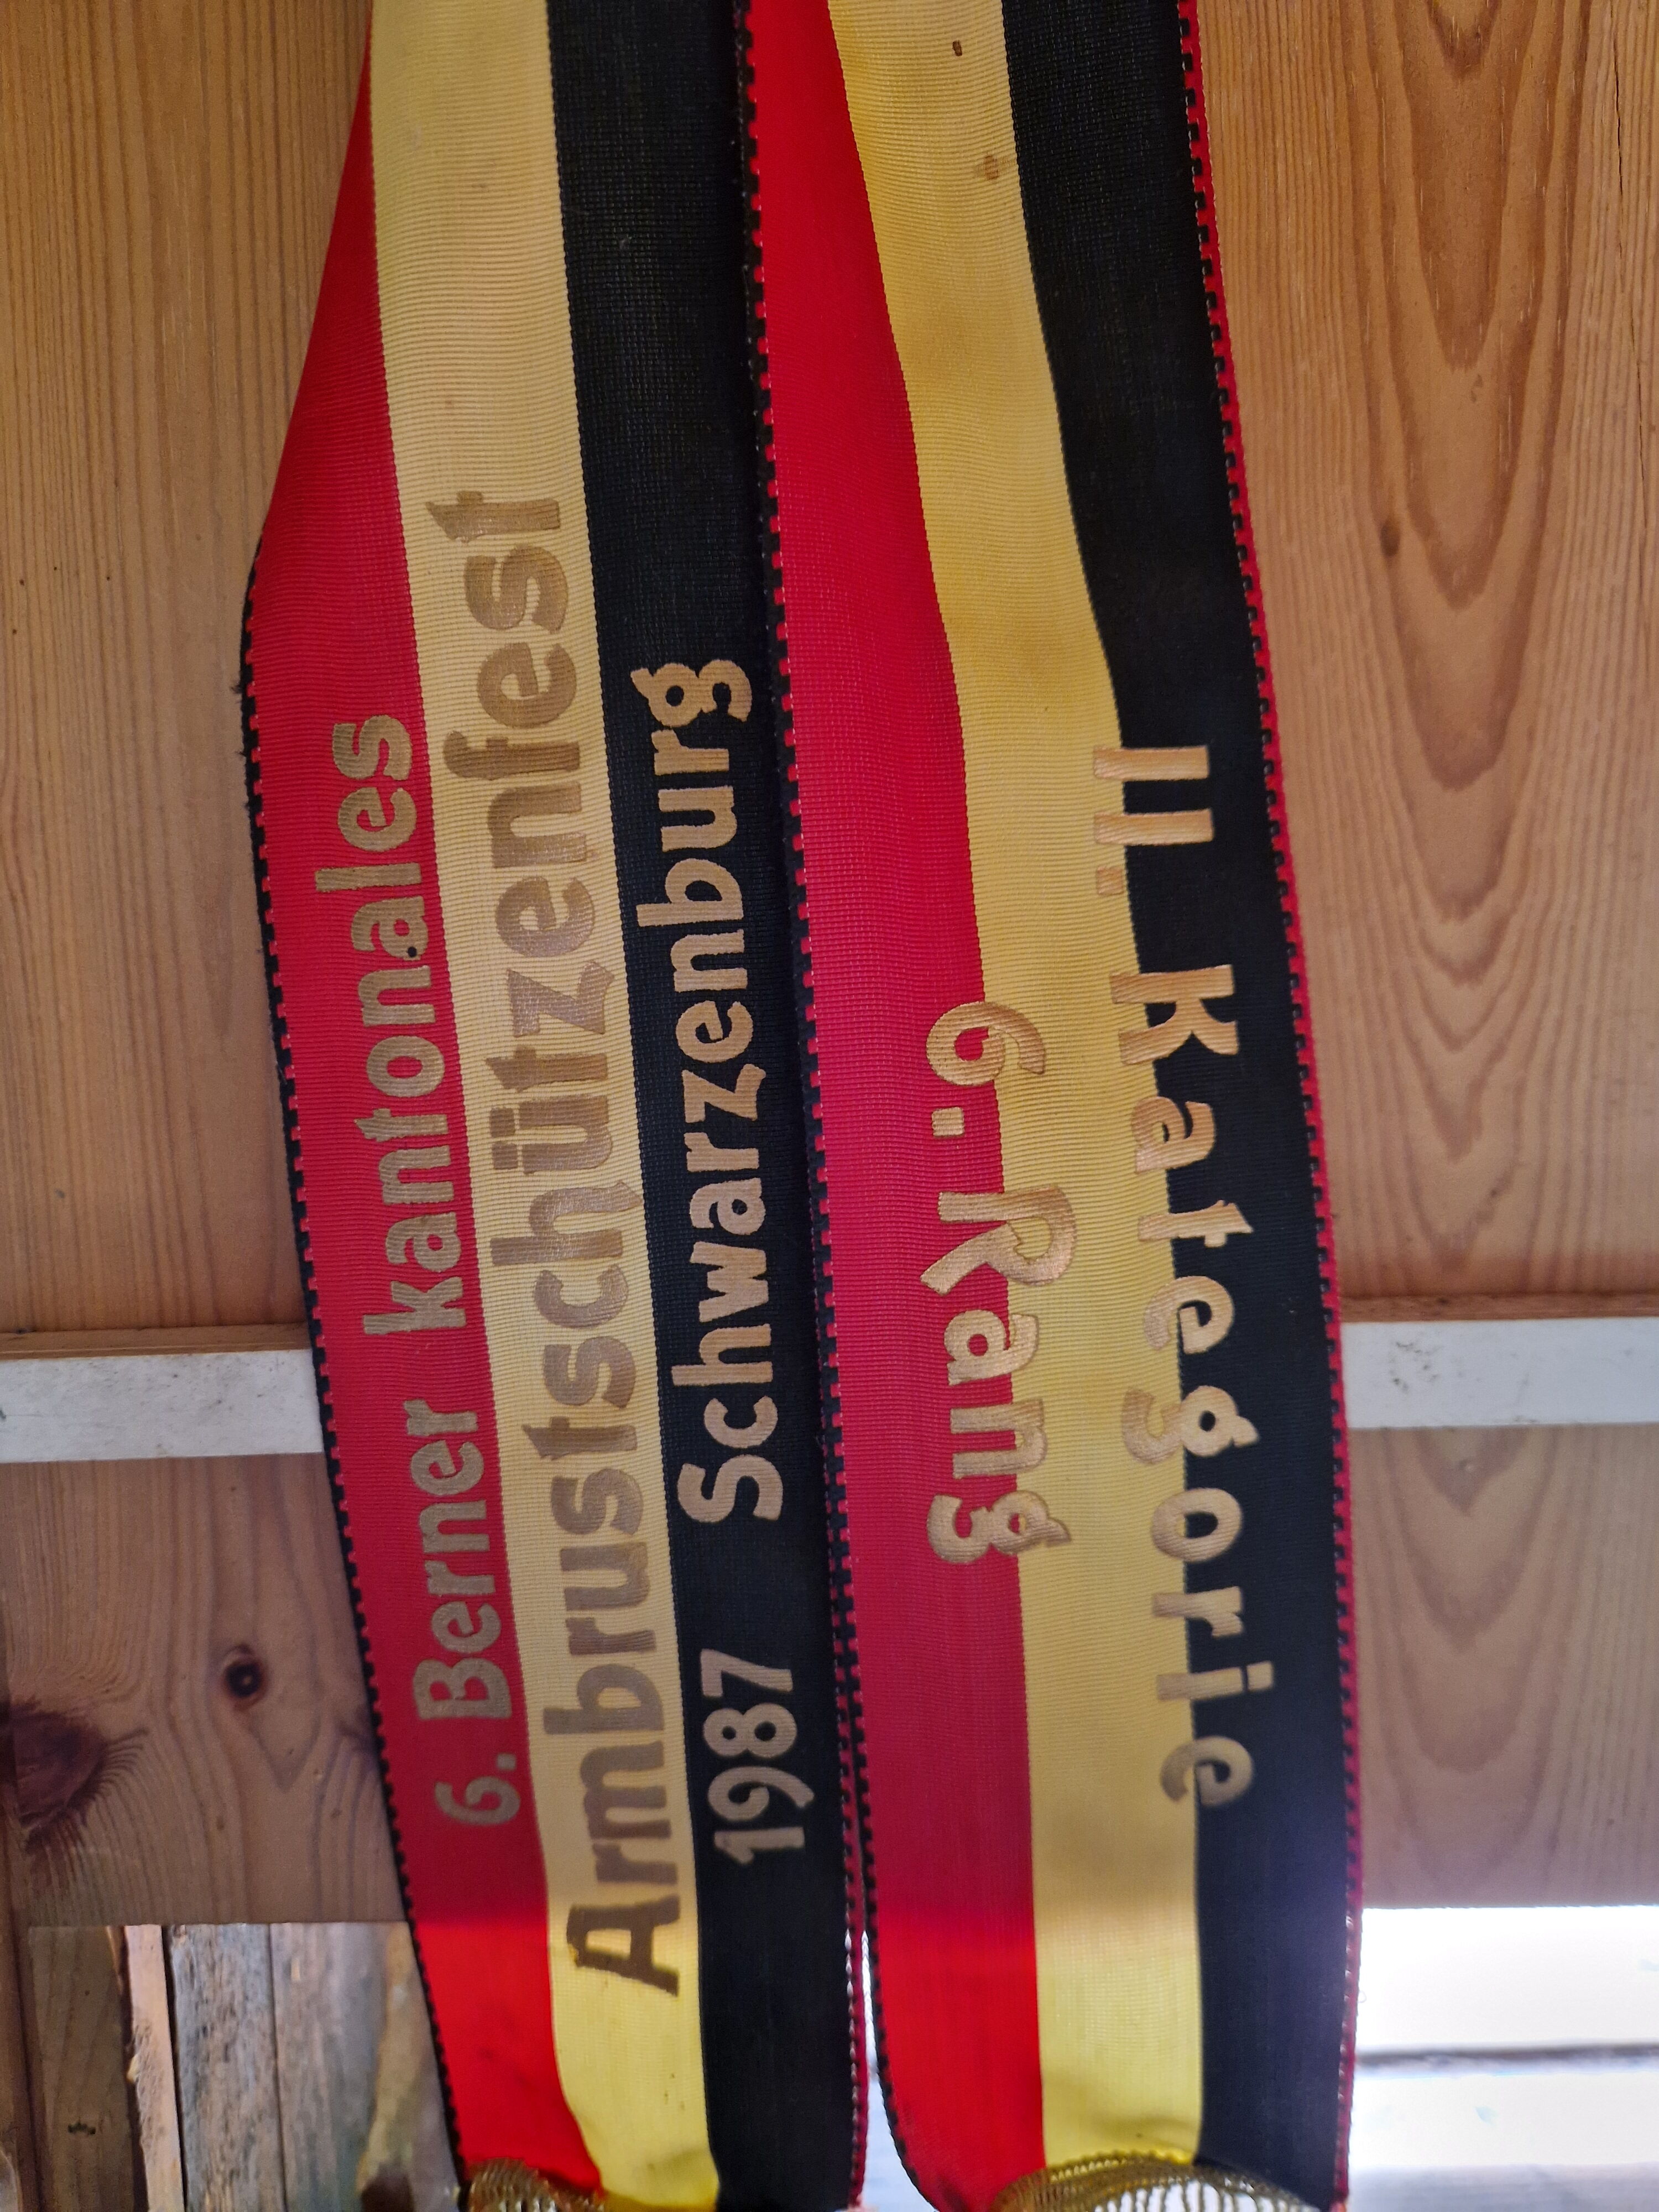 6. Berner kantonales
Armbrustschützenfest
1987 Schwarzenburg
II. Kategorie
6. Rang